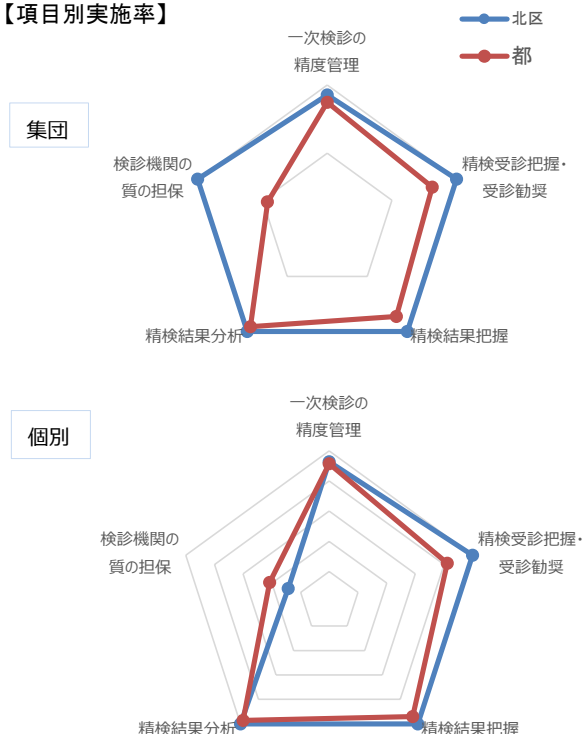 【項目別実施率】
北区
都
集団
一次検診の
精度管理
精検受診把握・
受診勧奨
精検結果把握
精検結果分析
検診機関の
質の担保
個別
一次検診の
精度管理
精検受診把握・
受診勧奨
精検結果把握
精検結果分析
検診機関の
質の担保